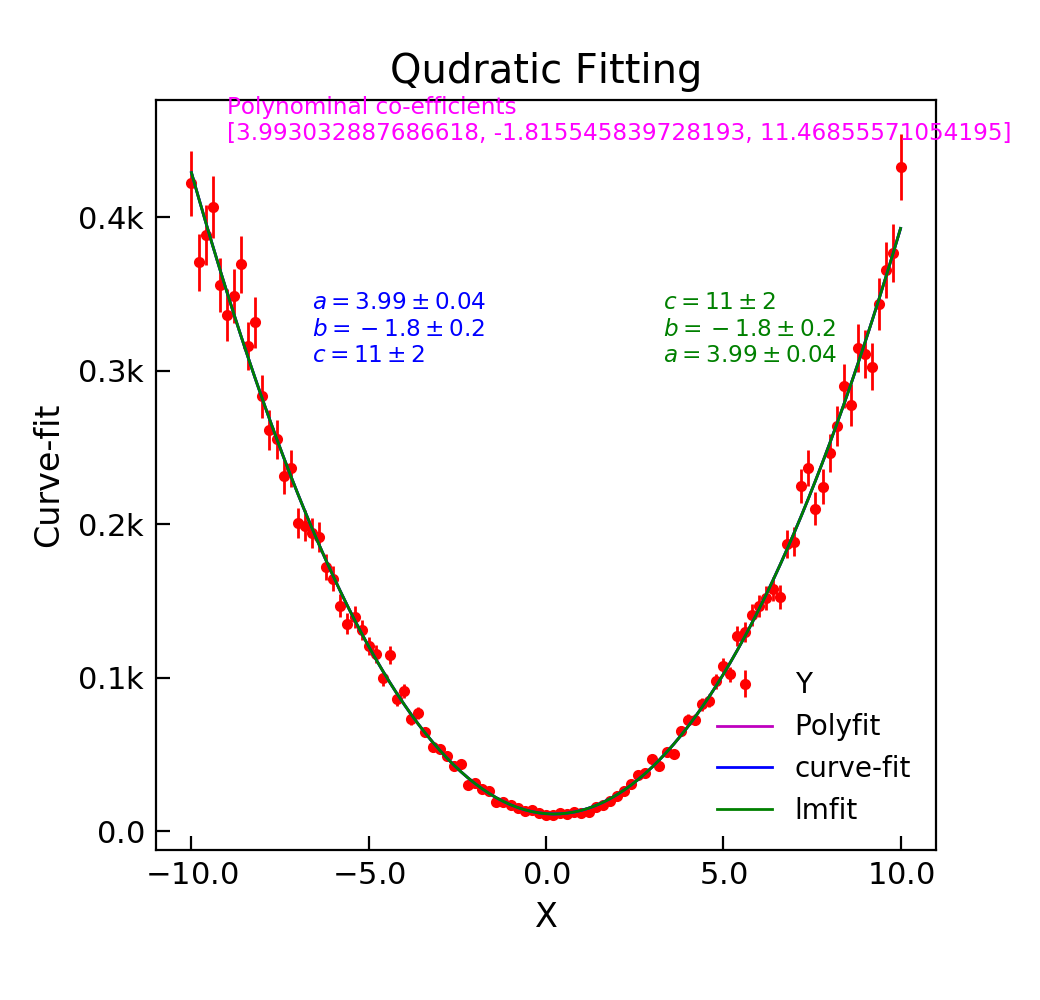 Qudratic Fitting
Polynominal co-efficients
[3.993032887686618, -1.815545839728193, 11.46855571054195]
a = 3.99 ± 0.04
b = −1.8 ± 0.2
c = 11 ± 2
c = 11 ± 2
b = −1.8 ± 0.2
a = 3.99 ± 0.04
Curve-fit
0.4k
0.3k
0.2k
0.1k
0.0
Y
Polyfit
curve-fit
lmfit
−10.0 −5.0 0.0 5.0 10.0
X